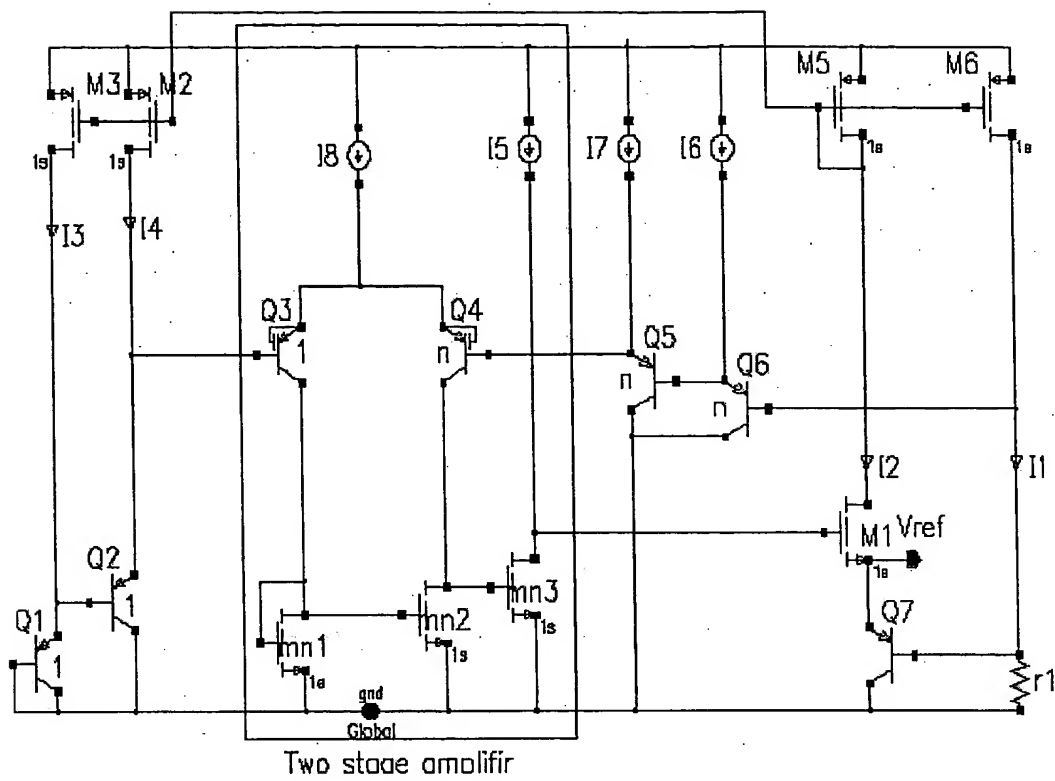 M3
M2
M5
M6
1s
1s
1s
1s
I8
I5
I7
I6
I3
I4
Q3
Q4
1
n
Q5
Q6
n
n
I2
I1
M1
Vref
1s
Q2
1
Q1
1
mn1
1s
mn2
1s
mn3
1s
Q7
r1
gnd
Global
Two stage amplifir